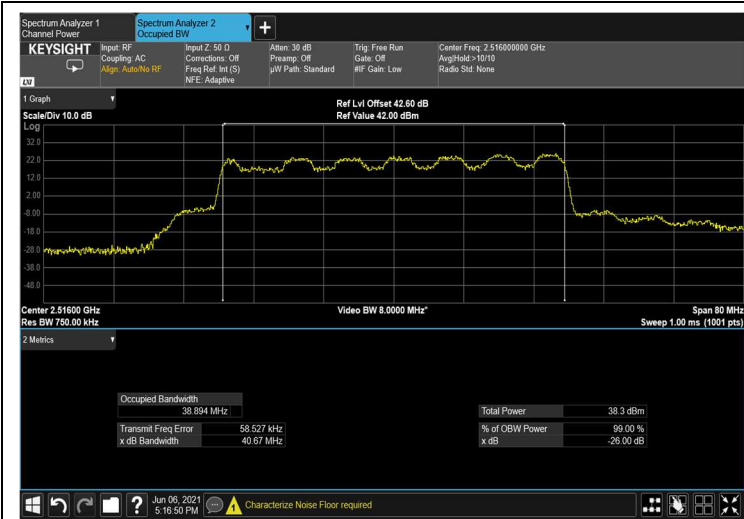 Spectrum Analyzer 1
Channel Power
Spectrum Analyzer 2
Occupied BW
KEYSIGHT
LXI
Input: RF
Coupling: AC
Align: Auto/No RF
Input Z: 50 Ω
Corrections: Off
Freq Ref: Int (S)
NFE: Adaptive
Atten: 30 dB
Preamp: Off
µW Path: Standard
Trig: Free Run
Gate: Off
#IF Gain: Low
Center Freq: 2.516000000 GHz
Avg|Hold:>10/10
Radio Std: None
1 Graph
Scale/Div 10.0 dB
Ref Lvl Offset 42.60 dB
Ref Value 42.00 dBm
Log
32.0
22.0
12.0
2.00
-8.00
-18.0
-28.0
-38.0
-48.0
Center 2.51600 GHz
Video BW 8.0000 MHz*
Span 80 MHz
Res BW 750.00 kHz
Sweep 1.00 ms (1001 pts)
2 Metrics
Occupied Bandwidth
38.894 MHz
Transmit Freq Error 58.527 kHz
x dB Bandwidth 40.67 MHz
Total Power 38.3 dBm
% of OBW Power 99.00 %
x dB -26.00 dB
Jun 06, 2021
5:16:50 PM
1
Characterize Noise Floor required